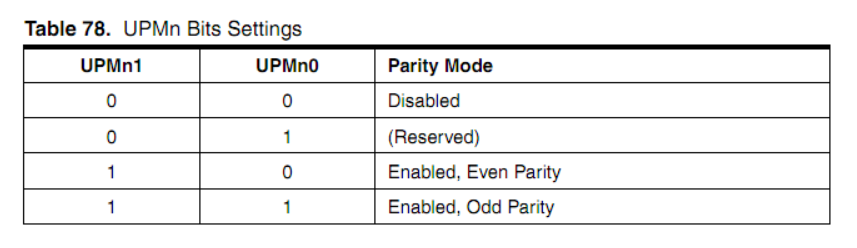 Table 78. UPMn Bits Settings
UPMn1 UPMn0 Parity Mode
0 0 Disabled
0 1 (Reserved)
1 0 Enabled, Even Parity
1 1 Enabled, Odd Parity